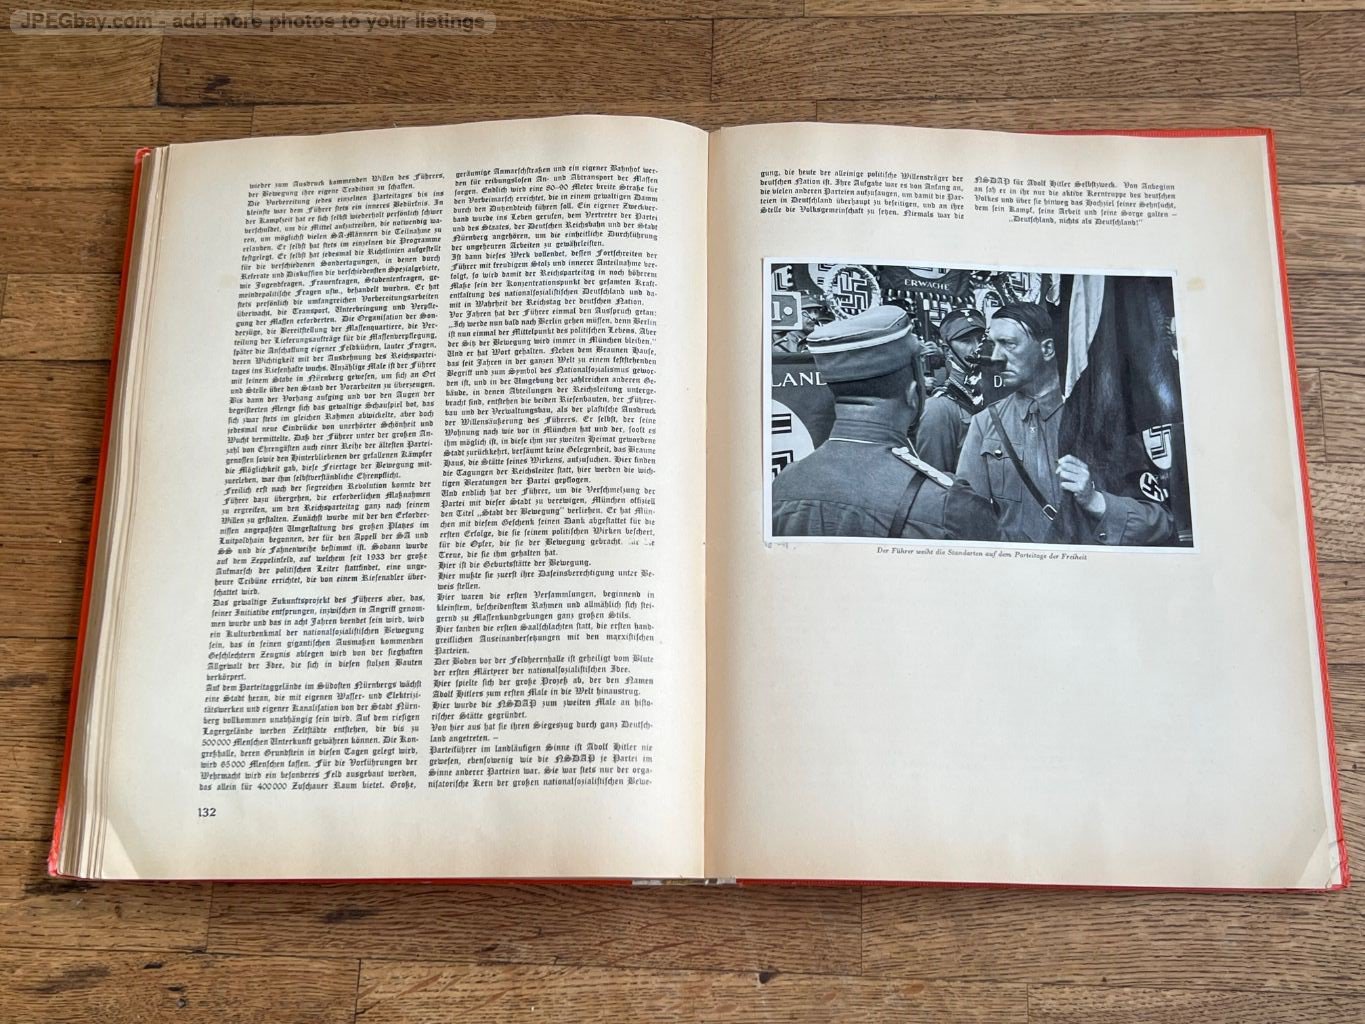 JPEGbay.com - add more photos to your listings
wieder zum Ausdruck kommenden Willen des Führers,
der Bewegung ihre eigene Tradition zu schaffen.
Die Vorbereitung jedes einzelnen Parteitages bis ins
kleinste war dem Führer stets ein inneres Bedürfnis. In
der Kampfzeit hat er sich selbst wiederholt persönlich schwer
verschuldet, um die Mittel aufzutreiben, die notwendig wa-
ren, um möglichst vielen SA-Männern die Teilnahme zu
erlauben. Er selbst hat stets im einzelnen die Programme
festgelegt. Er selbst hat jedesmal die Richtlinien aufgestellt
für die verschiedenen Sondertagungen, in denen durch
Referate und Diskussion die verschiedensten Spezialgebiete,
wie Jugendfragen, Frauenfragen, Studentenfragen, ge-
meindepolitische Fragen usw., behandelt wurden. Er hat
stets persönlich die umfangreichen Vorbereitungsarbeiten
überwacht, die Transport, Unterbringung und Verpfle-
gung der Massen erforderten. Die Organisation der Son-
derzüge, die Bereitstellung der Massenquartiere, die Ver-
teilung der Lieferungsaufträge für die Massenverpflegung,
später die Anschaffung eigener Feldküchen, lauter Fragen,
deren Wichtigkeit mit der Ausdehnung des Reichspartei-
tages ins Riesenhafte wuchs. Unzählige Male ist der Führer
mit seinem Stabe in Nürnberg gewesen, um sich an Ort
und Stelle über den Stand der Vorarbeiten zu überzeugen,
Bis dann der Vorhang aufging und vor den Augen der
begeisterten Menge sich das gewaltige Schauspiel bot, das
sich zwar stets im gleichen Rahmen abwickelte, aber doch
jedesmal neue Eindrücke von unerhörter Schönheit und
Wucht vermittelte. Daß der Führer unter der großen An-
zahl von Ehrengästen auch einer Reihe der ältesten Partei-
genossen sowie den Hinterbliebenen der gefallenen Kämpfer
die Möglichkeit gab, diese Feiertage der Bewegung mit-
zuerleben, war ihm selbstverständliche Ehrenpflicht.
Freilich erst nach der siegreichen Revolution konnte der
Führer dazu übergehen, die erforderlichen Maßnahmen
zu ergreifen, um den Reichsparteitag ganz nach seinem
Willen zu gestalten. Zunächst wurde mit der den Erforder-
nissen angepaßten Umgestaltung des großen Platzes im
Luitpoldhain begonnen, der für den Appell der SA und
SS und die Fahnenweihe bestimmt ist. Sodann wurde
auf dem Zeppelinfeld, auf welchem seit 1933 der große
Aufmarsch der politischen Leiter stattfindet, eine unge-
heure Tribüne errichtet, die von einem Riesenadler über-
schattet wird.
Das gewaltige Zukunftsprojekt des Führers aber, das,
seiner Initiative entsprungen, inzwischen in Angriff genom-
men wurde und das in acht Jahren beendet sein wird, wird
ein Kulturdenkmal der nationalsozialistischen Bewegung
sein, das in seinen gigantischen Ausmaßen kommenden
Geschlechtern Zeugnis ablegen wird von der sieghaften
Allgewalt der Idee, die sich in diesen stolzen Bauten
verkörpert.
Auf dem Parteitaggelände im Südosten Nürnbergs wächst
eine Stadt heran, die mit eigenen Wasser- und Elektrizi-
tätswerken und eigener Kanalisation von der Stadt Nürn-
berg vollkommen unabhängig sein wird. Auf dem riesigen
Lagergelände werden Zeltstädte entstehen, die bis zu
500000 Menschen Unterkunft gewähren können. Die Kon-
greßhalle, deren Grundstein in diesen Tagen gelegt wird,
wird 65000 Menschen fassen. Für die Vorführungen der
Wehrmacht wird ein besonderes Feld ausgebaut werden,
das allein für 400000 Zuschauer Raum bietet. Große,
132
geräumige Anmarschstraßen und ein eigener Bahnhof wer-
den für reibungslosen An- und Abtransport der Massen
sorgen. Endlich wird eine 80-90 Meter breite Straße für
den Vorbeimarsch errichtet, die in einem gewaltigen Damm
durch den Dutzendteich führen soll. Ein eigener Zweckver-
band wurde ins Leben gerufen, dem Vertreter der Partei
und des Staates, der Deutschen Reichsbahn und der Stadt
Nürnberg angehören, um die einheitliche Durchführung
der ungeheuren Arbeiten zu gewährleisten.
Ist dann dieses Werk vollendet, dessen Fortschreiten der
Führer mit freudigem Stolz und innerer Anteilnahme ver-
folgt, so wird damit der Reichsparteitag in noch höherem
Maße sein der Konzentrationspunkt der gesamten Kraft-
entfaltung des nationalsozialistischen Deutschland und da-
mit in Wahrheit der Reichstag der deutschen Nation.
Vor Jahren hat der Führer einmal den Ausspruch getan:
„Ich werde nun bald nach Berlin gehen müssen, denn Berlin
ist nun einmal der Mittelpunkt des politischen Lebens. Aber
der Sitz der Bewegung wird immer in München bleiben."
Und er hat Wort gehalten. Neben dem Braunen Hause,
das seit Jahren in der ganzen Welt zu einem feststehenden
Begriff und zum Symbol des Nationalsozialismus gewor-
den ist, und in der Umgebung der zahlreichen anderen Ge-
bäude, in denen Abteilungen der Reichsleitung unterge-
bracht sind, entstehen die beiden Riesenbauten, der Führer-
bau und der Verwaltungsbau, als der plastische Ausdruck
der Willensäußerung des Führers. Er selbst, der seine
Wohnung nach wie vor in München hat und der, sooft es
ihm möglich ist, in diese ihm zur zweiten Heimat gewordene
Stadt zurückkehrt, versäumt keine Gelegenheit, das Braune
Haus, die Stätte seines Wirkens, aufzusuchen. Hier finden
die Tagungen der Reichsleiter statt, hier werden die wich-
tigen Beratungen der Partei gepflogen.
Und endlich hat der Führer, um die Verschmelzung der
Partei mit dieser Stadt zu verewigen, München offiziell
den Titel „Stadt der Bewegung" verliehen. Er hat Mün-
chen mit diesem Geschenk seinen Dank abgestattet für die
ersten Erfolge, die sie seinem politischen Wirken beschert,
für die Opfer, die sie der Bewegung gebracht,
Treue, die sie ihm gehalten hat.
Hier ist die Geburtsstätte der Bewegung.
Hier mußte sie zuerst ihre Daseinsberechtigung unter Be-
weis stellen.
Hier waren die ersten Versammlungen, beginnend in
kleinstem, bescheidenstem Rahmen und allmählich sich stei-
gernd zu Massenkundgebungen ganz großen Stils.
Hier fanden die ersten Saalschlachten statt, die ersten hand-
greiflichen Auseinandersetzungen mit den marxistischen
Parteien.
Der Boden vor der Feldherrnhalle ist geheiligt vom Blute
der ersten Märtyrer der nationalsozialistischen Idee.
Hier spielte sich der große Prozeß ab, der den Namen
Adolf Hitlers zum ersten Male in die Welt hinaustrug.
Hier wurde die NSDAP zum zweiten Male an histo-
rischer Stätte gegründet.
Von hier aus hat sie ihren Siegeszug durch ganz Deutsch-
land angetreten. –
Parteiführer im landläufigen Sinne ist Adolf Hitler nie
gewesen, ebensowenig wie die NSDAP je Partei im
Sinne anderer Parteien war. Sie war stets nur der orga-
nisatorische Kern der großen nationalsozialistischen Bewe-
gung, die heute der alleinige politische Willensträger der
deutschen Nation ist. Ihre Aufgabe war es von Anfang an,
die vielen anderen Parteien aufzusaugen, um damit die Par-
teien in Deutschland überhaupt zu beseitigen, und an ihre
Stelle die Volksgemeinschaft zu setzen. Niemals war die
NSDAP für Adolf Hitler Selbstzweck. Von Anbeginn
an sah er in ihr nur die aktive Kerntruppe des deutschen
Volkes und über sie hinweg das Hochziel seiner Sehnsucht,
dem sein Kampf, seine Arbeit und seine Sorge galten –
„Deutschland, nichts als Deutschland!"
ERWACHE
LAND
D
Der Führer weiht die Standarten auf dem Parteitage der Freiheit